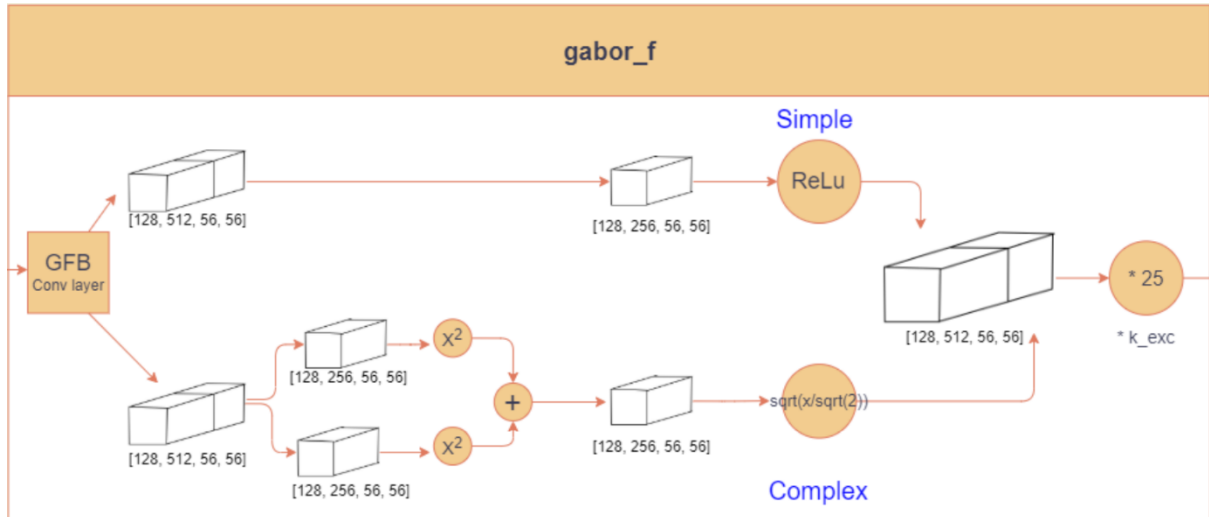 gabor_f
Simple
ReLu
[128, 512, 56, 56]
[128, 256, 56, 56]
GFB
Conv layer
* 25
[128, 512, 56, 56]
* k_exc
X²
[128, 256, 56, 56]
+
sqrt(x/sqrt(2))
X²
[128, 512, 56, 56]
[128, 256, 56, 56]
[128, 256, 56, 56]
Complex